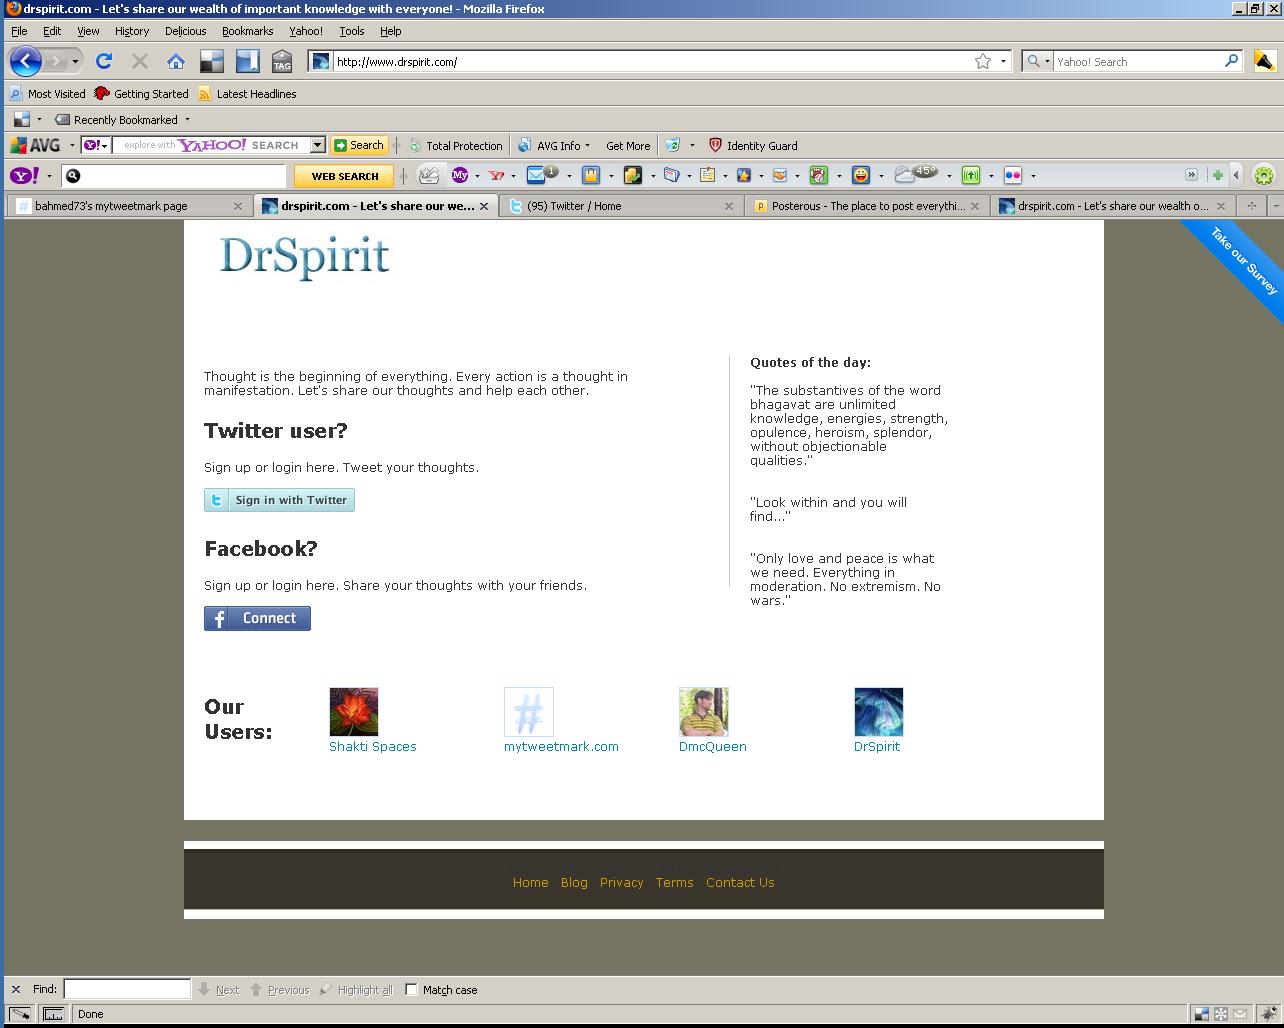 drspirit.com - Let's share our wealth of important knowledge with everyone! - Mozilla Firefox
File Edit View History Delicious Bookmarks Yahoo! Tools Help
TAG http://www.drspirit.com/ Yahoo! Search
Most Visited Getting Started Latest Headlines
Recently Bookmarked
AVG Y! explore with YAHOO! SEARCH Search Total Protection AVG Info Get More Identity Guard
Y! WEB SEARCH My Y! 1 45°
bahmed73's mytweetmark page drspirit.com - Let's share our we... (95) Twitter / Home Posterous - The place to post everythi... drspirit.com - Let's share our wealth o...
Take our Survey
DrSpirit
Thought is the beginning of everything. Every action is a thought in
manifestation. Let's share our thoughts and help each other.
Twitter user?
Sign up or login here. Tweet your thoughts.
t Sign in with Twitter
Facebook?
Sign up or login here. Share your thoughts with your friends.
f Connect
Quotes of the day:
"The substantives of the word
bhagavat are unlimited
knowledge, energies, strength,
opulence, heroism, splendor,
without objectionable
qualities."
"Look within and you will
find..."
"Only love and peace is what
we need. Everything in
moderation. No extremism. No
wars."
Our
Users:
#
Shakti Spaces mytweetmark.com DmcQueen DrSpirit
Home Blog Privacy Terms Contact Us
Find: Next Previous Highlight all Match case
Done